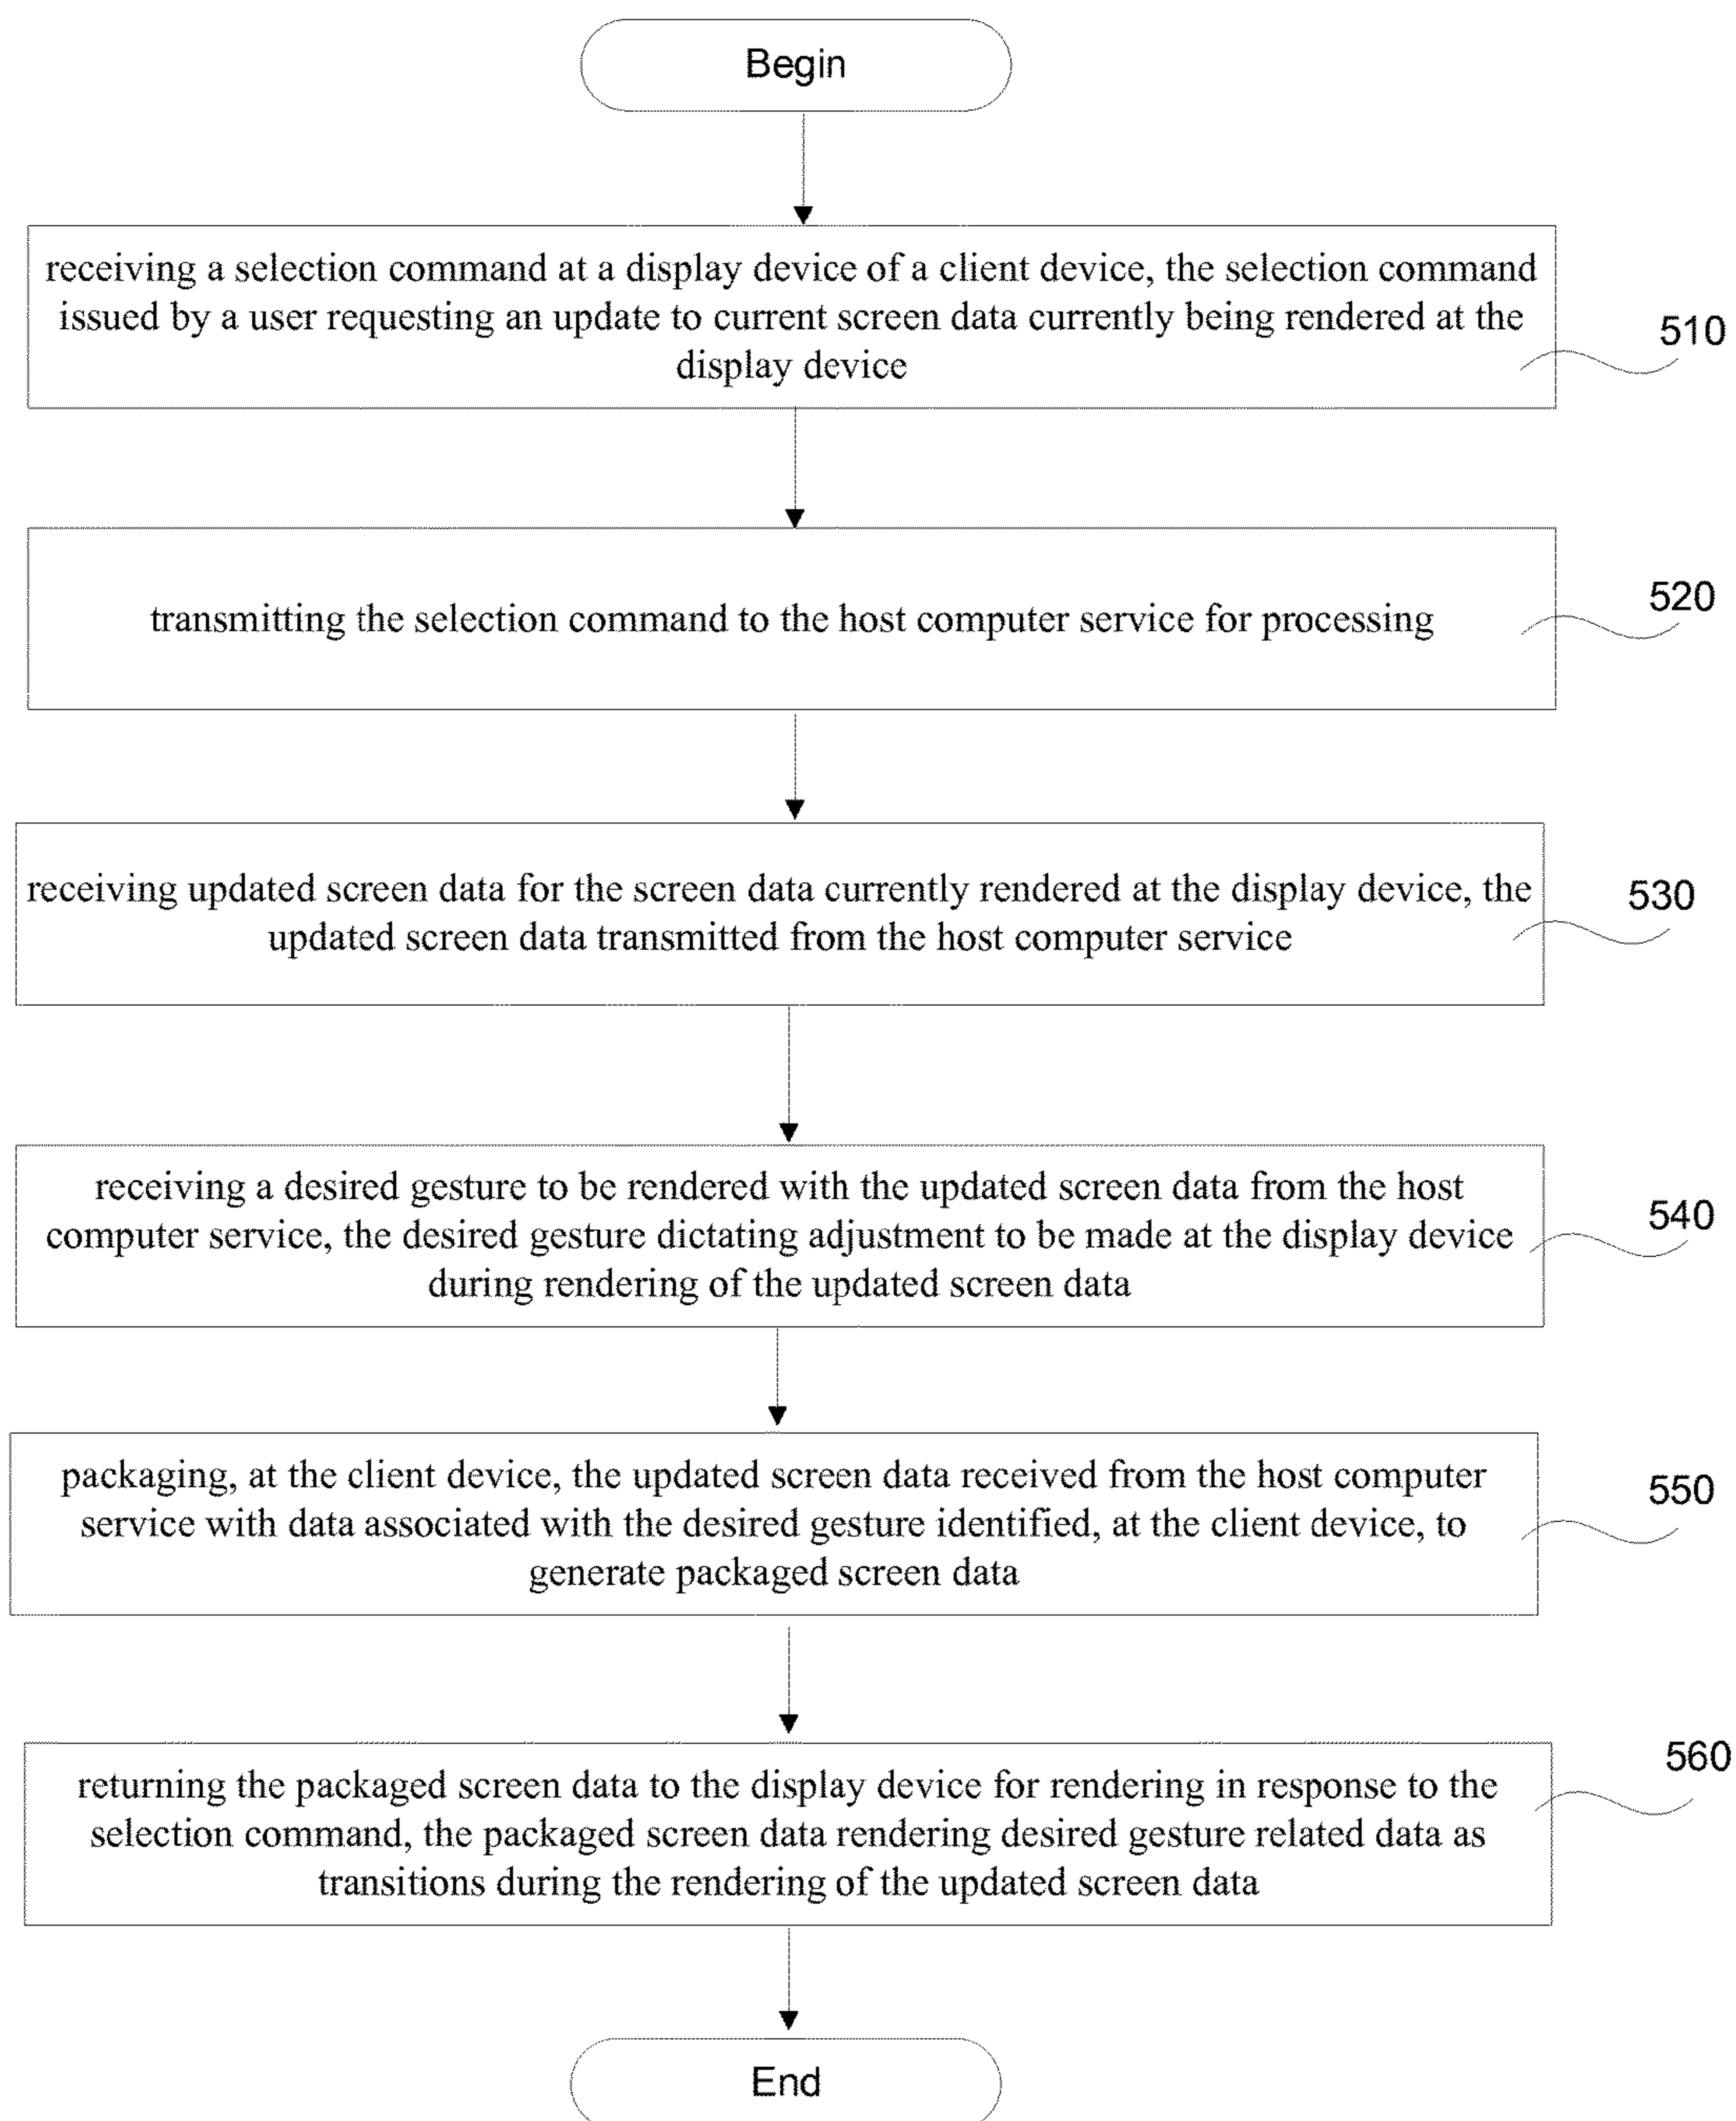 Begin
receiving a selection command at a display device of a client device, the selection command
issued by a user requesting an update to current screen data currently being rendered at the
display device
510
transmitting the selection command to the host computer service for processing
520
receiving updated screen data for the screen data currently rendered at the display device, the
updated screen data transmitted from the host computer service
530
receiving a desired gesture to be rendered with the updated screen data from the host
computer service, the desired gesture dictating adjustment to be made at the display device
during rendering of the updated screen data
540
packaging, at the client device, the updated screen data received from the host computer
service with data associated with the desired gesture identified, at the client device, to
generate packaged screen data
550
returning the packaged screen data to the display device for rendering in response to the
selection command, the packaged screen data rendering desired gesture related data as
transitions during the rendering of the updated screen data
560
End